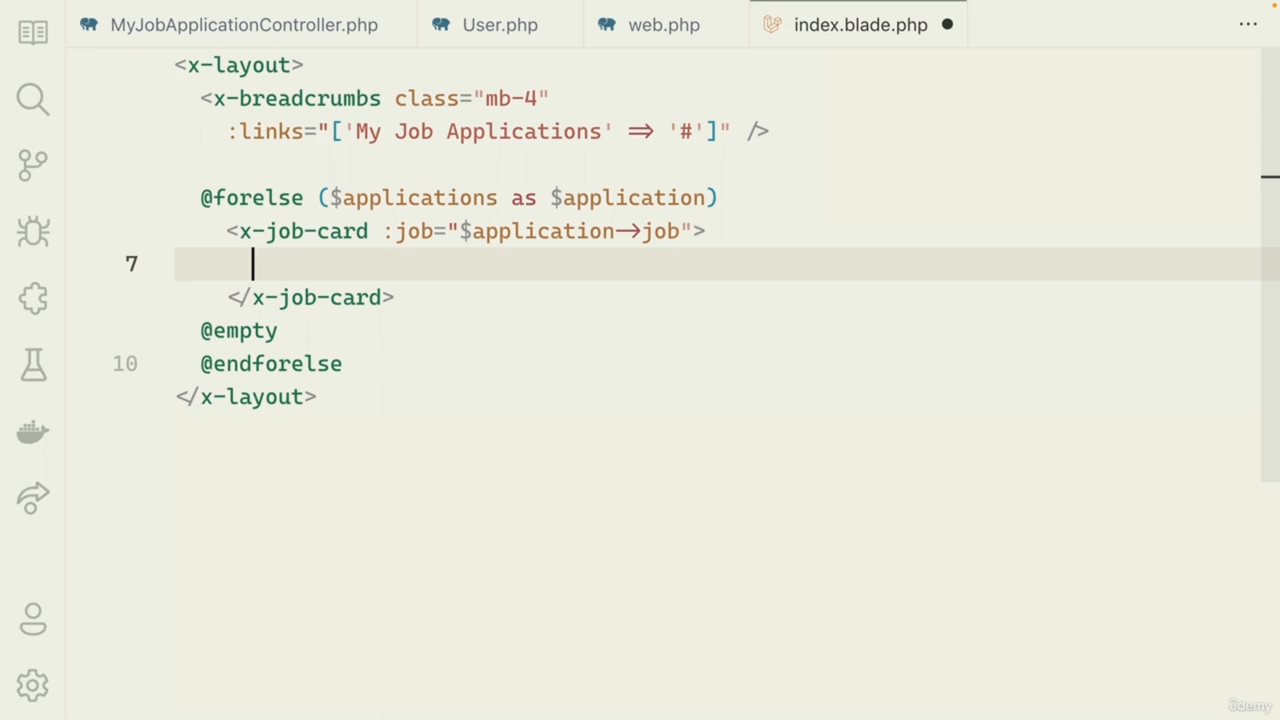 MyJobApplicationController.php User.php web.php index.blade.php
<x-layout>
<x-breadcrumbs class="mb-4"
:links="['My Job Applications' => '#']" />
@forelse ($applications as $application)
<x-job-card :job="$application->job">
7
</x-job-card>
@empty
10 @endforelse
</x-layout>
udemy